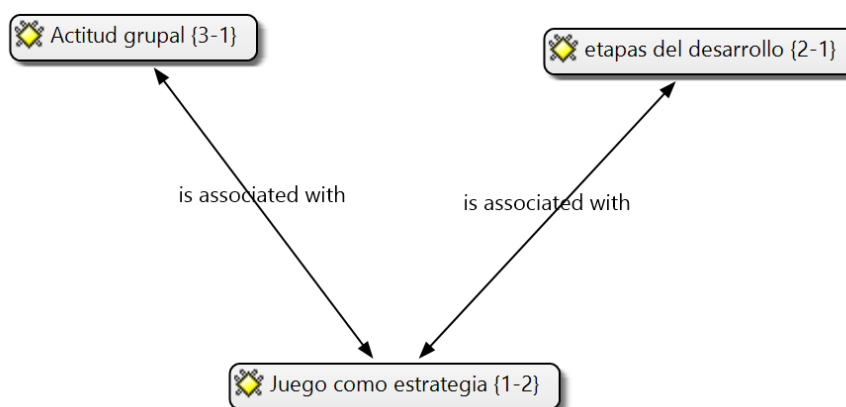 Actitud grupal {3-1}
etapas del desarrollo {2-1}
is associated with
is associated with
Juego como estrategia {1-2}